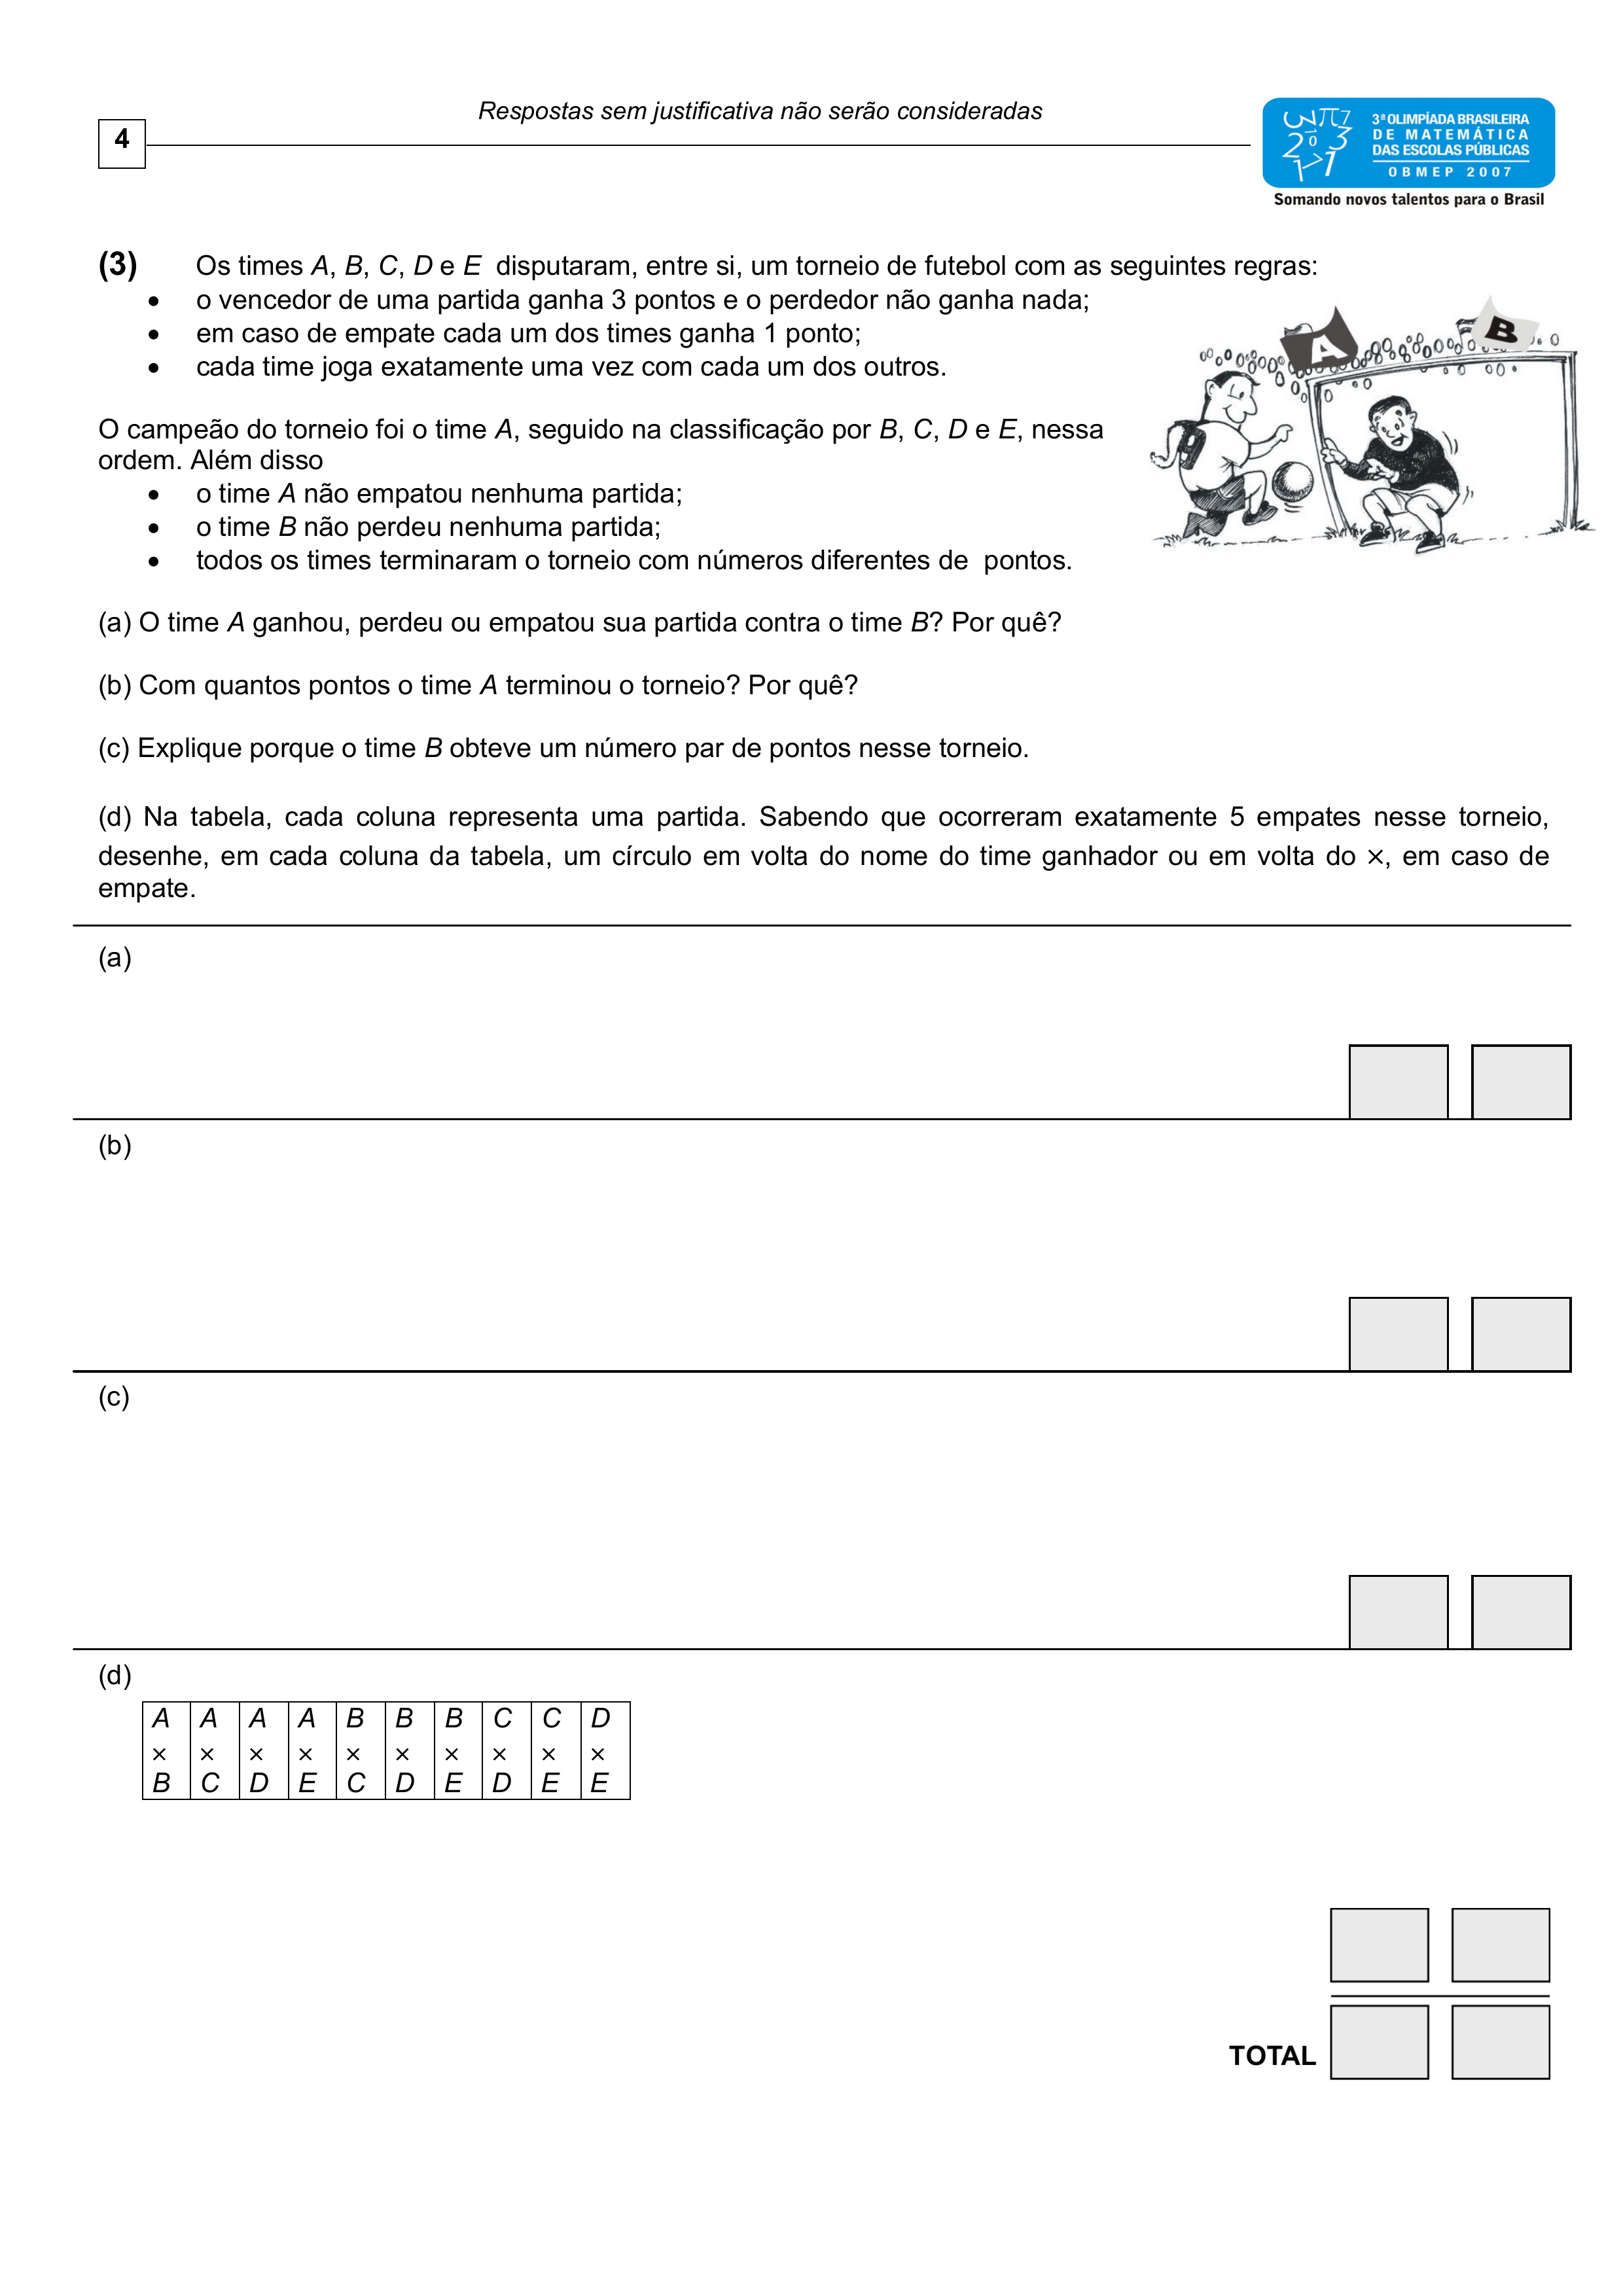 Respostas sem justificativa não serão consideradas
4
3ª OLIMPÍADA BRASILEIRA
DE MATEMÁTICA
DAS ESCOLAS PÚBLICAS
OBMEP 2007
Somando novos talentos para o Brasil
(3) Os times A, B, C, D e E disputaram, entre si, um torneio de futebol com as seguintes regras:
• o vencedor de uma partida ganha 3 pontos e o perdedor não ganha nada;
• em caso de empate cada um dos times ganha 1 ponto;
• cada time joga exatamente uma vez com cada um dos outros.
A
B
O campeão do torneio foi o time A, seguido na classificação por B, C, D e E, nessa
ordem. Além disso
• o time A não empatou nenhuma partida;
• o time B não perdeu nenhuma partida;
• todos os times terminaram o torneio com números diferentes de pontos.
(a) O time A ganhou, perdeu ou empatou sua partida contra o time B? Por quê?
(b) Com quantos pontos o time A terminou o torneio? Por quê?
(c) Explique porque o time B obteve um número par de pontos nesse torneio.
(d) Na tabela, cada coluna representa uma partida. Sabendo que ocorreram exatamente 5 empates nesse torneio,
desenhe, em cada coluna da tabela, um círculo em volta do nome do time ganhador ou em volta do ×, em caso de
empate.
(a)
(b)
(c)
(d)
A A A A B B B C C D
× × × × × × × × × ×
B C D E C D E D E E
TOTAL